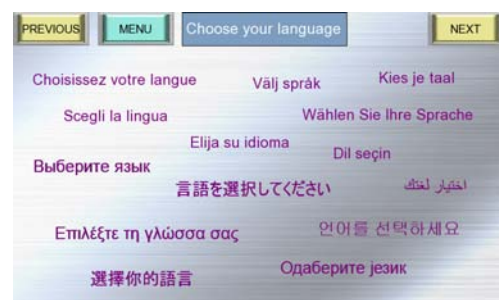 PREVIOUS MENU Choose your language NEXT
Choisissez votre langue Välj språk Kies je taal
Scegli la lingua Wählen Sie Ihre Sprache
Elija su idioma Dil seçin
Выберите язык
言語を選択してください اختيار لغتك
Επιλέξτε τη γλώσσα σας 언어를 선택하세요
選擇你的語言 Одаберите језик